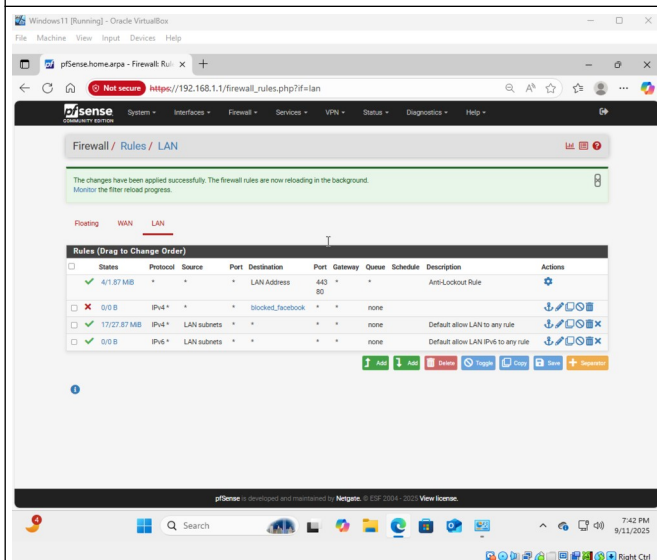 Windows11 [Running] - Oracle VirtualBox
File Machine View Input Devices Help
pfSense.home.arpa - Firewall: Rul
Not secure https://192.168.1.1/firewall_rules.php?if=lan
pfsense COMMUNITY EDITION System Interfaces Firewall Services VPN Status Diagnostics Help
Firewall / Rules / LAN
The changes have been applied successfully. The firewall rules are now reloading in the background.
Monitor the filter reload progress.
Floating WAN LAN
Rules (Drag to Change Order)
States Protocol Source Port Destination Port Gateway Queue Schedule Description Actions
4/1.87 MiB * * * LAN Address 443 * * Anti-Lockout Rule
80
0/0 B IPv4 * * * blocked_facebook * * none
17/27.87 MiB IPv4 * LAN subnets * * * * none Default allow LAN to any rule
0/0 B IPv6 * LAN subnets * * * * none Default allow LAN IPv6 to any rule
Add Add Delete Toggle Copy Save Separator
pfSense is developed and maintained by Netgate. © ESF 2004 - 2025 View license.
4 Search 7:42 PM
9/11/2025
Right Ctrl